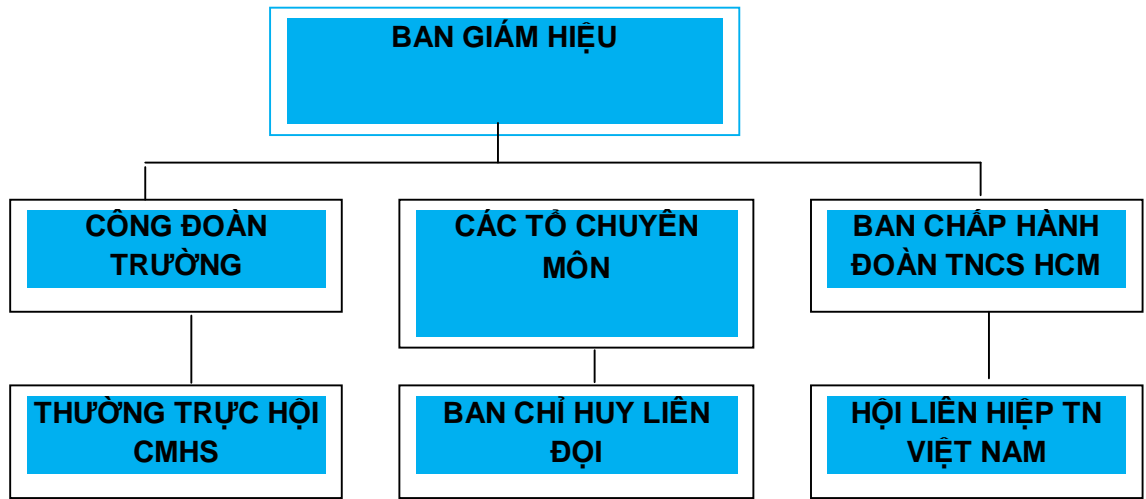 BAN GIÁM HIỆU
CÔNG ĐOÀN
TRƯỜNG
CÁC TỔ CHUYÊN
MÔN
BAN CHẤP HÀNH
ĐOÀN TNCS HCM
THƯỜNG TRỰC HỘI
CMHS
BAN CHỈ HUY LIÊN
ĐỌI
HỘI LIÊN HIỆP TN
VIỆT NAM